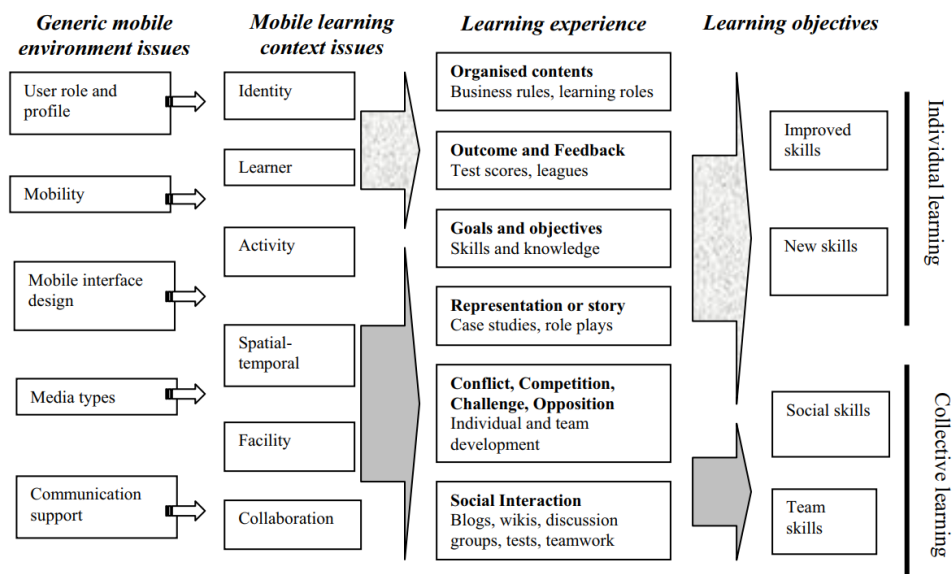 Generic mobile
environment issues
Mobile learning
context issues
Learning experience
Learning objectives
User role and
profile
Mobility
Mobile interface
design
Media types
Communication
support
Identity
Learner
Activity
Spatial-
temporal
Facility
Collaboration
Organised contents
Business rules, learning roles
Outcome and Feedback
Test scores, leagues
Goals and objectives
Skills and knowledge
Representation or story
Case studies, role plays
Conflict, Competition,
Challenge, Opposition
Individual and team
development
Social Interaction
Blogs, wikis, discussion
groups, tests, teamwork
Improved
skills
New skills
Social skills
Team
skills
Individual learning
Collective learning